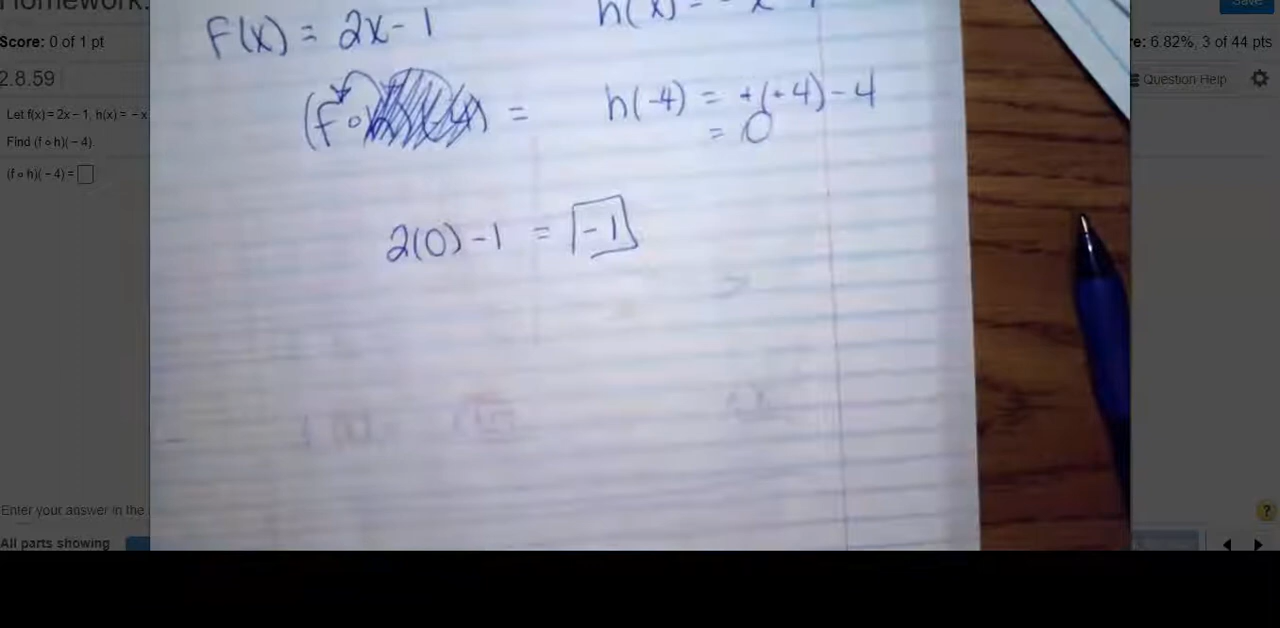 Homework:
Save
Score: 0 of 1 pt
re: 6.82%, 3 of 44 pts
2.8.59
Question Help
Let f(x) = 2x - 1, h(x) = - x
Find (f ∘ h)( - 4).
(f ∘ h)( - 4) =
F(x) = 2x - 1
h(x) = - x
(f ∘ =
h(-4) = +(+4) - 4
= 0
2(0) - 1 = -1
Enter your answer in the
?
All parts showing